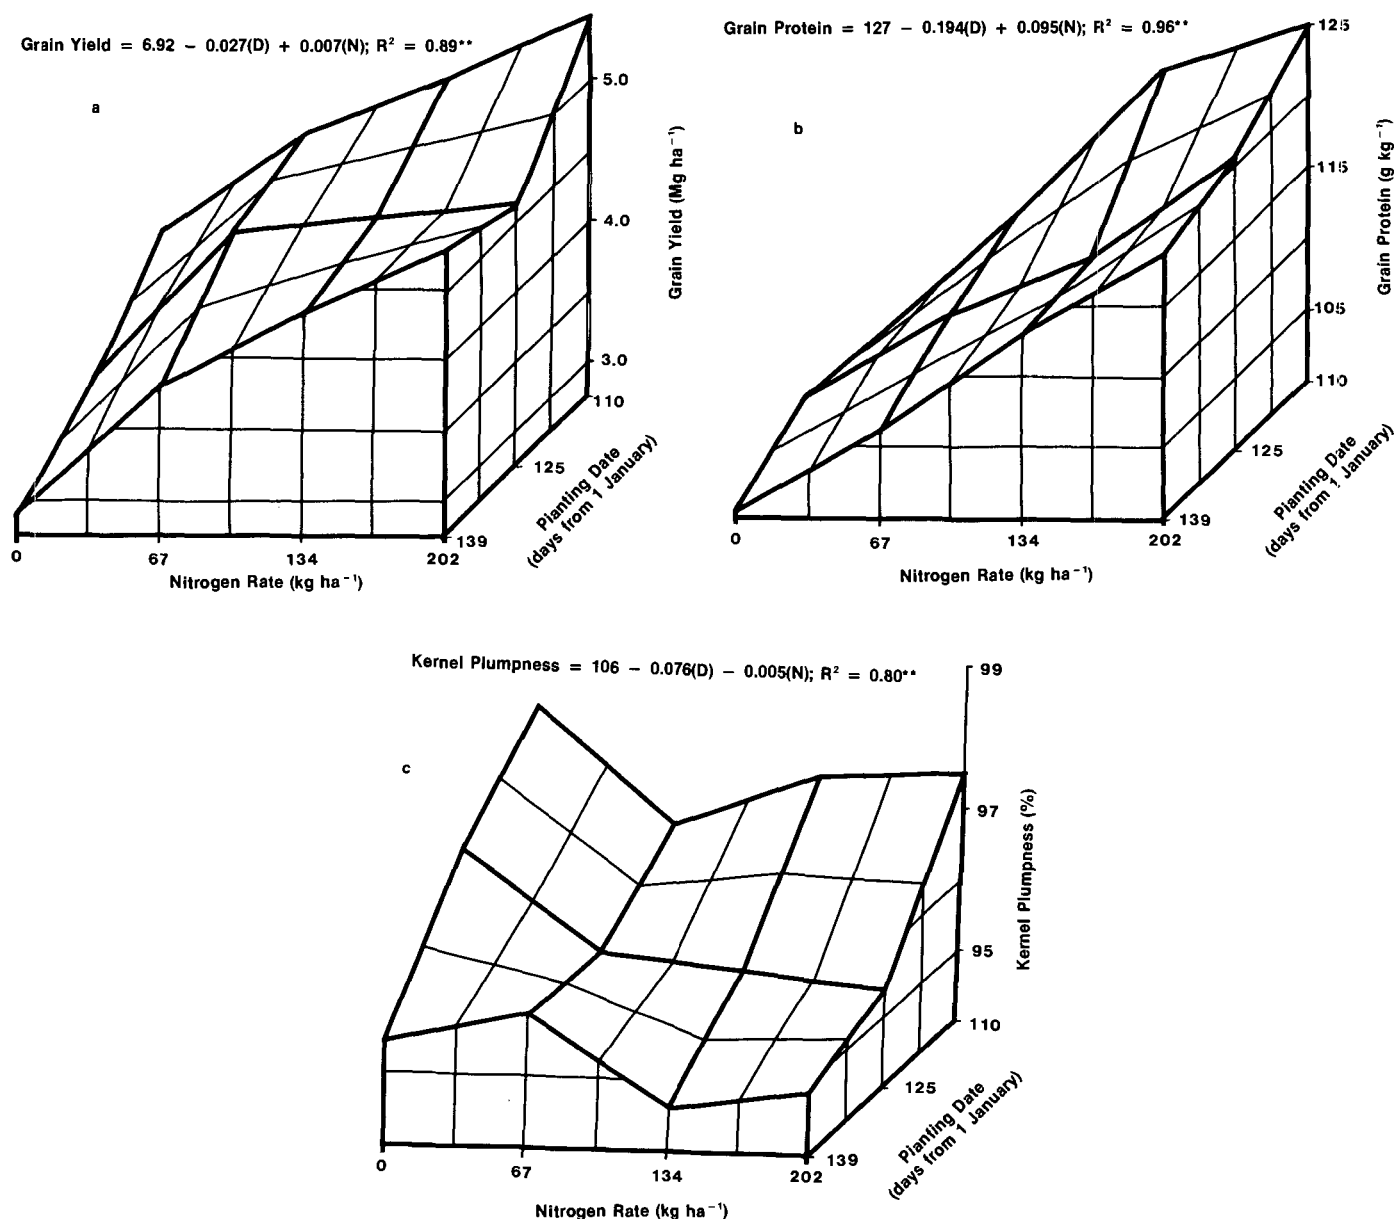 Grain Yield = 6.92 − 0.027(D) + 0.007(N); R² = 0.89**
a
5.0
4.0
3.0
Grain Yield (Mg ha⁻¹)
110
125
139
Planting Date
(days from 1 January)
0
67
134
202
Nitrogen Rate (kg ha⁻¹)
Grain Protein = 127 − 0.194(D) + 0.095(N); R² = 0.96**
b
125
115
105
Grain Protein (g kg⁻¹)
110
125
139
Planting Date
(days from 1 January)
0
67
134
202
Nitrogen Rate (kg ha⁻¹)
Kernel Plumpness = 106 − 0.076(D) − 0.005(N); R² = 0.80**
c
99
97
95
Kernel Plumpness (%)
110
125
139
Planting Date
(days from 1 January)
0
67
134
202
Nitrogen Rate (kg ha⁻¹)